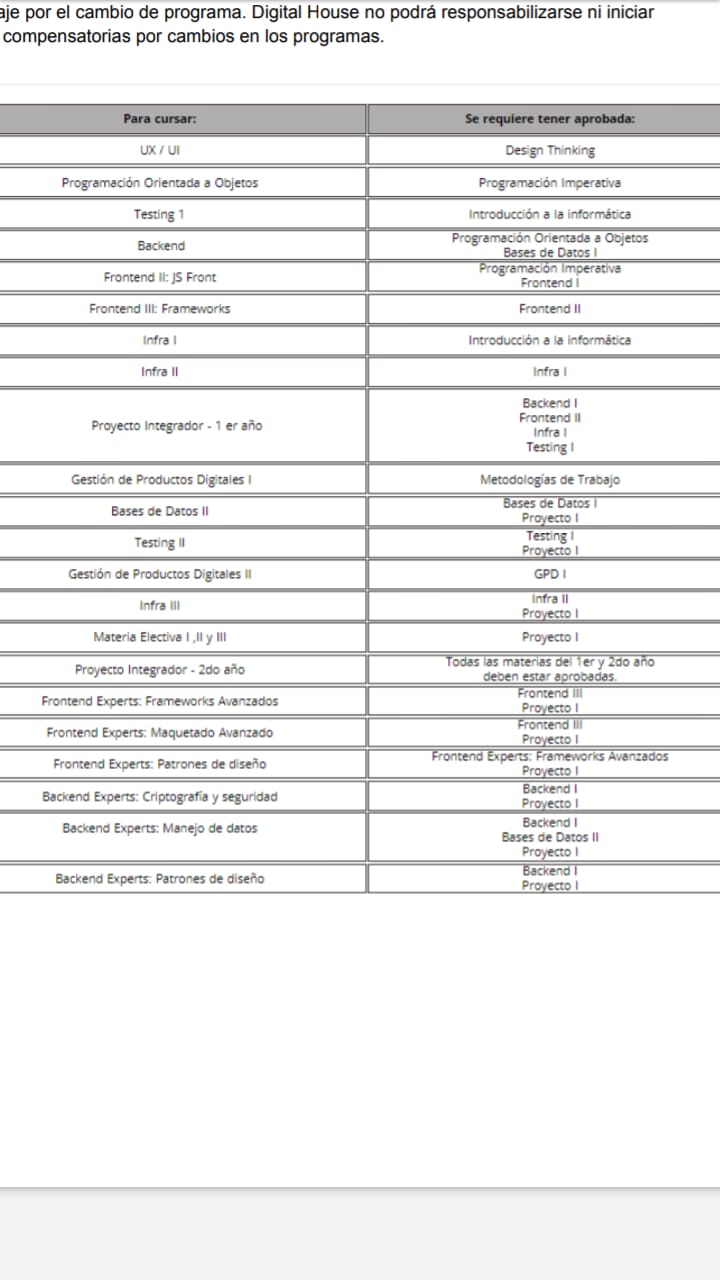 aje por el cambio de programa. Digital House no podrá responsabilizarse ni iniciar
compensatorias por cambios en los programas.
Para cursar: Se requiere tener aprobada:
UX / UI Design Thinking
Programación Orientada a Objetos Programación Imperativa
Testing 1 Introducción a la informática
Backend Programación Orientada a Objetos
Bases de Datos I
Frontend II: JS Front Programación Imperativa
Frontend I
Frontend III: Frameworks Frontend II
Infra I Introducción a la informática
Infra II Infra I
Proyecto Integrador - 1 er año Backend I
Frontend II
Infra I
Testing I
Gestión de Productos Digitales I Metodologías de Trabajo
Bases de Datos II Bases de Datos I
Proyecto I
Testing II Testing I
Proyecto I
Gestión de Productos Digitales II GPD I
Infra III Infra II
Proyecto I
Materia Electiva I ,II y III Proyecto I
Proyecto Integrador - 2do año Todas las materias del 1er y 2do año
deben estar aprobadas.
Frontend Experts: Frameworks Avanzados Frontend III
Proyecto I
Frontend Experts: Maquetado Avanzado Frontend III
Proyecto I
Frontend Experts: Patrones de diseño Frontend Experts: Frameworks Avanzados
Proyecto I
Backend Experts: Criptografía y seguridad Backend I
Proyecto I
Backend Experts: Manejo de datos Backend I
Bases de Datos II
Proyecto I
Backend Experts: Patrones de diseño Backend I
Proyecto I